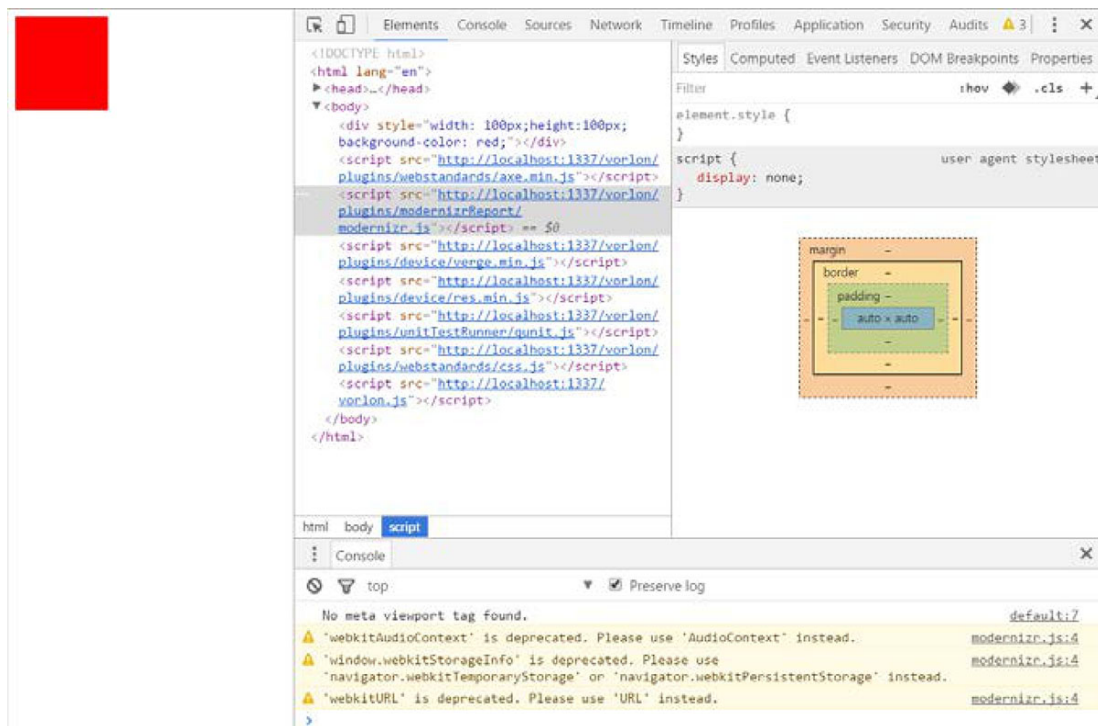 Elements Console Sources Network Timeline Profiles Application Security Audits 3
<!DOCTYPE html>
<html lang="en">
<head>…</head>
<body>
<div style="width: 100px;height:100px;
background-color: red;"></div>
<script src="http://localhost:1337/vorlon/
plugins/webstandards/axe.min.js"></script>
<script src="http://localhost:1337/vorlon/
plugins/modernizrReport/
modernizr.js"></script> == $0
<script src="http://localhost:1337/vorlon/
plugins/device/verge.min.js"></script>
<script src="http://localhost:1337/vorlon/
plugins/device/res.min.js"></script>
<script src="http://localhost:1337/vorlon/
plugins/unitTestRunner/qunit.js"></script>
<script src="http://localhost:1337/vorlon/
plugins/webstandards/css.js"></script>
<script src="http://localhost:1337/
vorlon.js"></script>
</body>
</html>
html body script
Styles Computed Event Listeners DOM Breakpoints Properties
Filter :hov .cls +
element.style {
}
script { user agent stylesheet
display: none;
}
margin –
border –
padding –
– – – auto × auto – – –
–
–
–
Console
top Preserve log
No meta viewport tag found. default:7
'webkitAudioContext' is deprecated. Please use 'AudioContext' instead. modernizr.js:4
'window.webkitStorageInfo' is deprecated. Please use modernizr.js:4
'navigator.webkitTemporaryStorage' or 'navigator.webkitPersistentStorage' instead.
'webkitURL' is deprecated. Please use 'URL' instead. modernizr.js:4